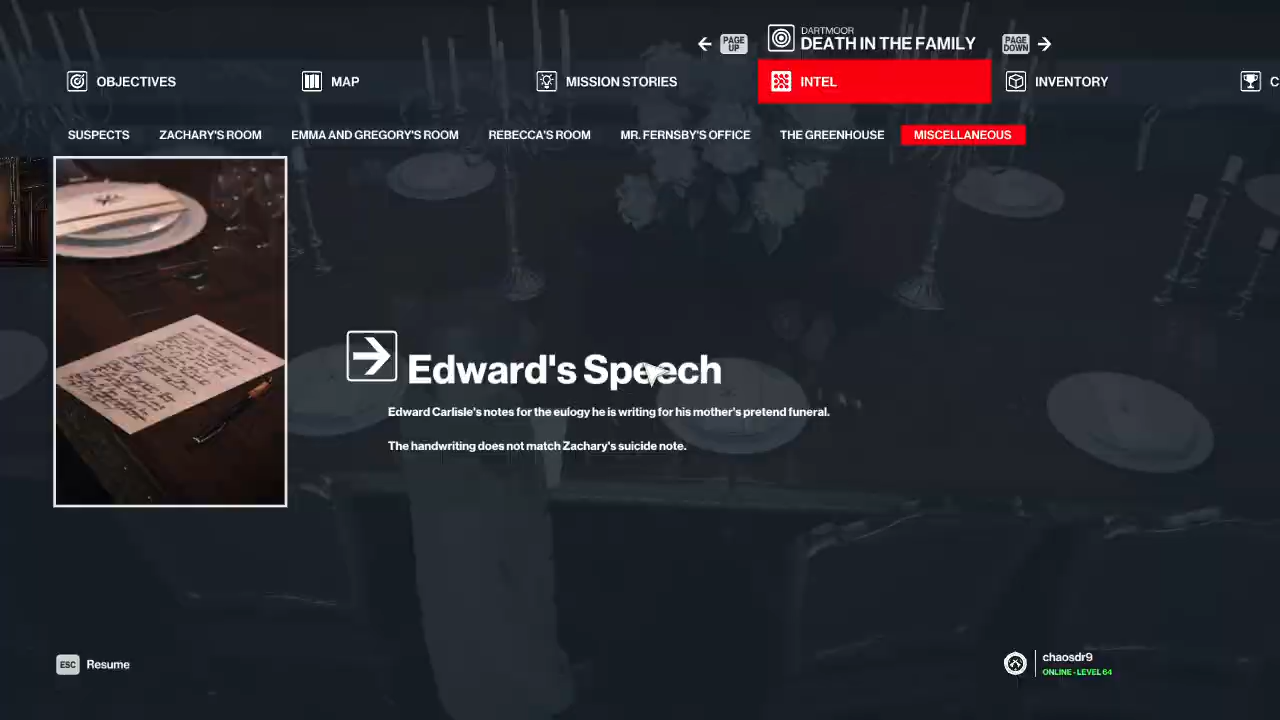 DARTMOOR
PAGE UP
DEATH IN THE FAMILY
PAGE DOWN
OBJECTIVES
MAP
MISSION STORIES
INTEL
INVENTORY
C
SUSPECTS
ZACHARY'S ROOM
EMMA AND GREGORY'S ROOM
REBECCA'S ROOM
MR. FERNSBY'S OFFICE
THE GREENHOUSE
MISCELLANEOUS
Edward's Speech
Edward Carlisle's notes for the eulogy he is writing for his mother's pretend funeral.
The handwriting does not match Zachary's suicide note.
ESC Resume
chaosdr9
ONLINE - LEVEL 64